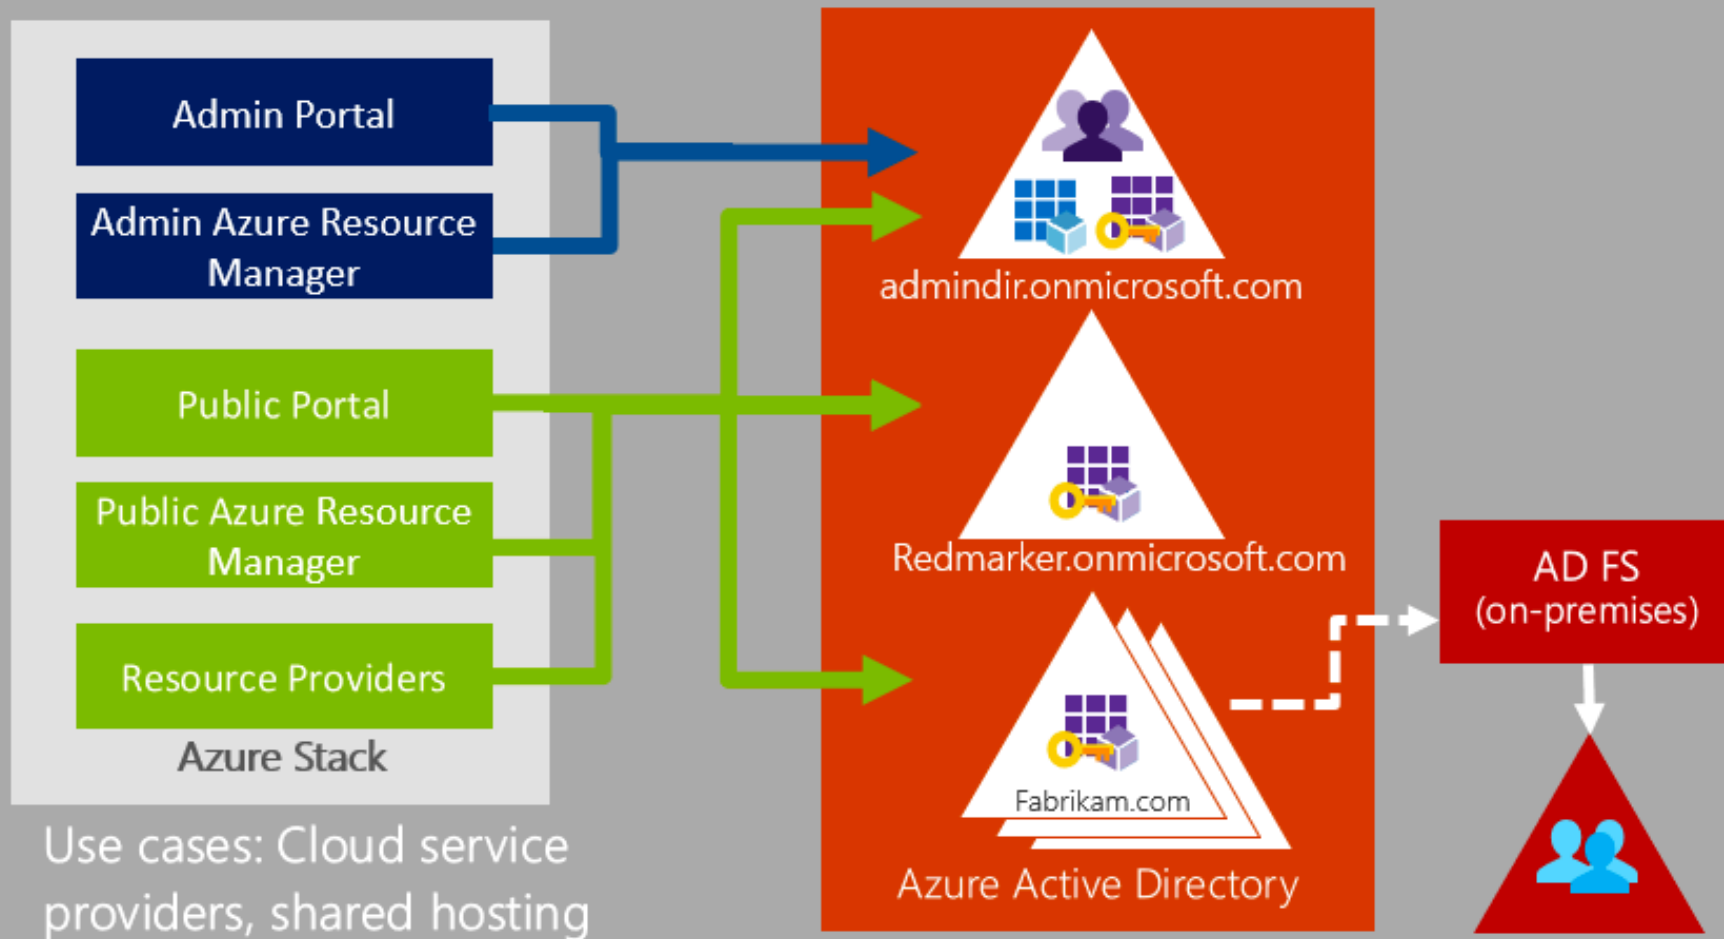 Admin Portal
Admin Azure Resource
Manager
Public Portal
Public Azure Resource
Manager
Resource Providers
Azure Stack
Use cases: Cloud service
providers, shared hosting
admindir.onmicrosoft.com
Redmarker.onmicrosoft.com
Fabrikam.com
Azure Active Directory
AD FS
(on-premises)